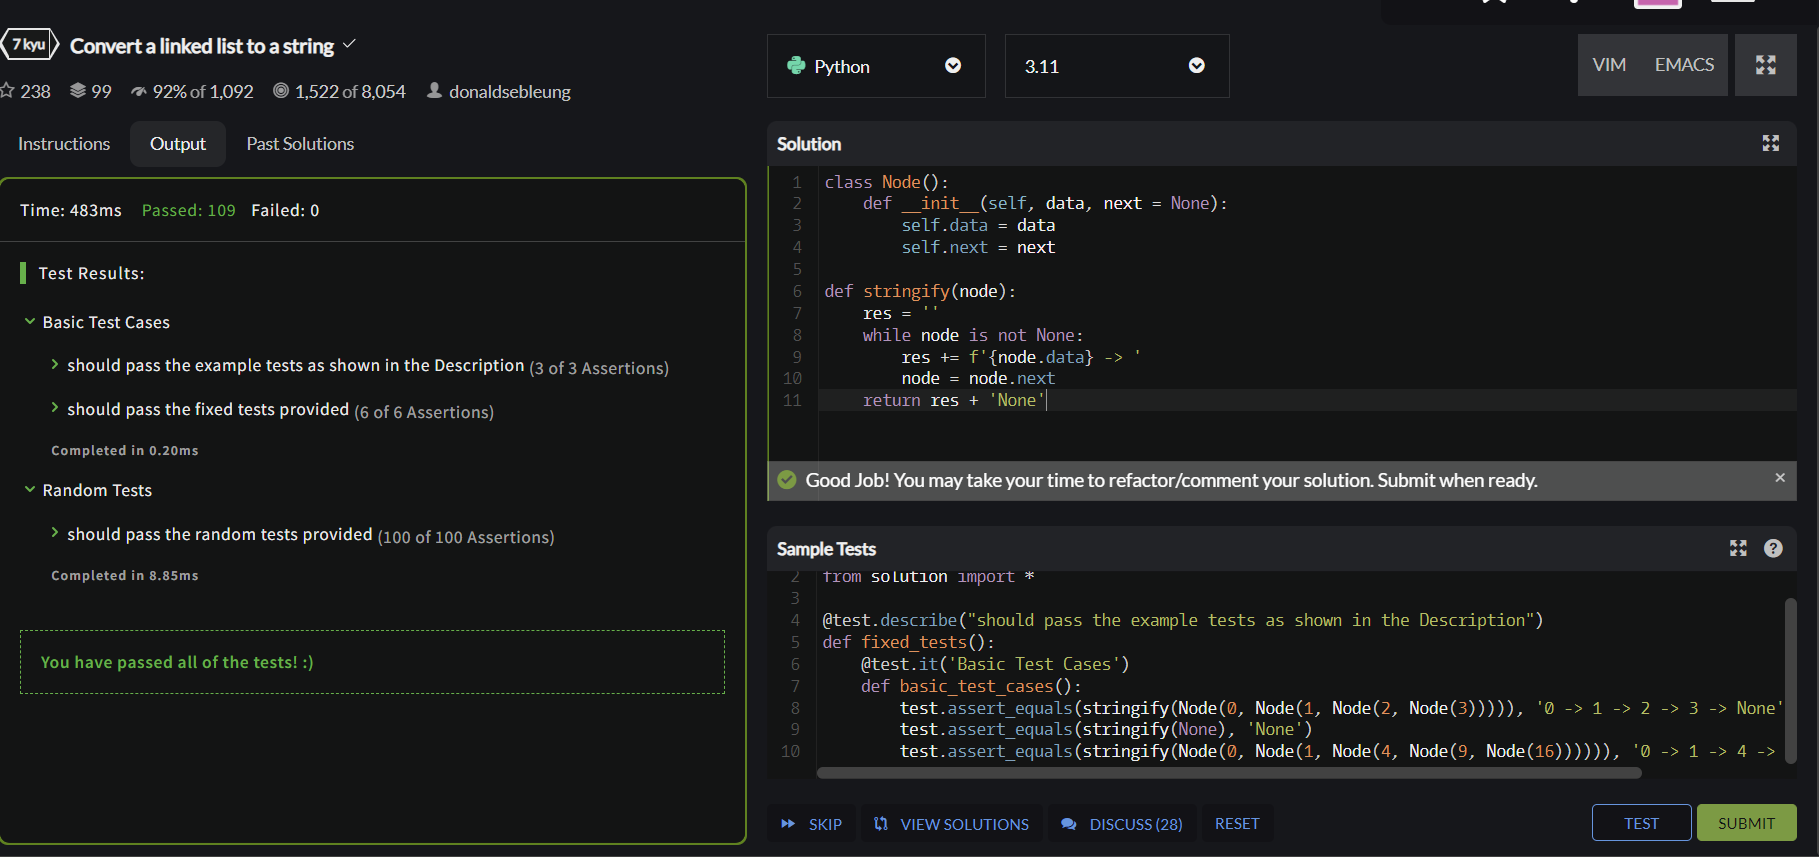 7 kyu Convert a linked list to a string
238 99 92% of 1,092 1,522 of 8,054 donaldsebleung
Instructions Output Past Solutions
Time: 483ms Passed: 109 Failed: 0
Test Results:
Basic Test Cases
should pass the example tests as shown in the Description (3 of 3 Assertions)
should pass the fixed tests provided (6 of 6 Assertions)
Completed in 0.20ms
Random Tests
should pass the random tests provided (100 of 100 Assertions)
Completed in 8.85ms
You have passed all of the tests! :)
Python 3.11 VIM EMACS
Solution
1 class Node():
2 def __init__(self, data, next = None):
3 self.data = data
4 self.next = next
5
6 def stringify(node):
7 res = ''
8 while node is not None:
9 res += f'{node.data} -> '
10 node = node.next
11 return res + 'None'
Good Job! You may take your time to refactor/comment your solution. Submit when ready. ×
Sample Tests ?
2 from solution import *
3
4 @test.describe("should pass the example tests as shown in the Description")
5 def fixed_tests():
6 @test.it('Basic Test Cases')
7 def basic_test_cases():
8 test.assert_equals(stringify(Node(0, Node(1, Node(2, Node(3))))), '0 -> 1 -> 2 -> 3 -> None'
9 test.assert_equals(stringify(None), 'None')
10 test.assert_equals(stringify(Node(0, Node(1, Node(4, Node(9, Node(16)))))), '0 -> 1 -> 4 ->
SKIP VIEW SOLUTIONS DISCUSS (28) RESET TEST SUBMIT